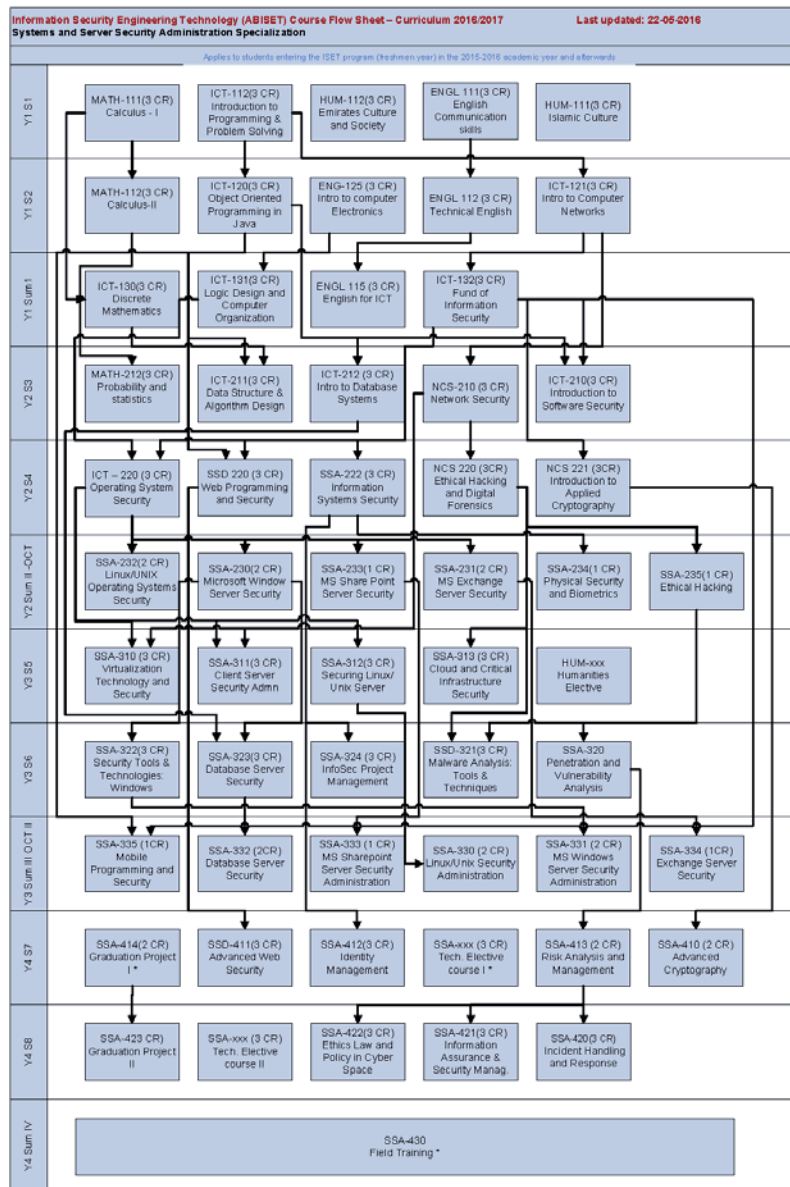 Information Security Engineering Technology (ABISET) Course Flow Sheet – Curriculum 2016/2017 Last updated: 22-05-2016
Systems and Server Security Administration Specialization
Applies to students entering the ISET program (freshmen year) in the 2015-2016 academic year and afterwards
Y1 S1
MATH-111(3 CR)
Calculus - I
ICT-112(3 CR)
Introduction to
Programming &
Problem Solving
HUM-112(3 CR)
Emirates Culture
and Society
ENGL 111(3 CR)
English
Communication
skills
HUM-111(3 CR)
Islamic Culture
Y1 S2
MATH-112(3 CR)
Calculus-II
ICT-120(3 CR)
Object Oriented
Programming in
Java
ENG-125 (3 CR)
Intro to computer
Electronics
ENGL 112 (3 CR)
Technical English
ICT-121(3 CR)
Intro to Computer
Networks
Y1 Sum I
ICT-130(3 CR)
Discrete
Mathematics
ICT-131(3 CR)
Logic Design and
Computer
Organization
ENGL 115 (3 CR)
English for ICT
ICT-132(3 CR)
Fund of
Information
Security
Y2 S3
MATH-212(3 CR)
Probability and
statistics
ICT-211(3 CR)
Data Structure &
Algorithm Design
ICT-212 (3 CR)
Intro to Database
Systems
NCS-210 (3 CR)
Network Security
ICT-210(3 CR)
Introduction to
Software Security
Y2 S4
ICT – 220 (3 CR)
Operating System
Security
SSD 220 (3 CR)
Web Programming
and Security
SSA-222 (3 CR)
Information
Systems Security
NCS 220 (3CR)
Ethical Hacking
and Digital
Forensics
NCS 221 (3CR)
Introduction to
Applied
Cryptography
Y2 Sum II -OCT
SSA-232(2 CR)
Linux/UNIX
Operating Systems
Security
SSA-230(2 CR)
Microsoft Window
Server Security
SSA-233(1 CR)
MS Share Point
Server Security
SSA-231(2 CR)
MS Exchange
Server Security
SSA-234(1 CR)
Physical Security
and Biometrics
SSA-235(1 CR)
Ethical Hacking
Y3 S5
SSA-310 (3 CR)
Virtualization
Technology and
Security
SSA-311(3 CR)
Client Server
Security Admn
SSA-312(3 CR)
Securing Linux/
Unix Server
SSA-313 (3 CR)
Cloud and Critical
Infrastructure
Security
HUM-xxx
Humanities
Elective
Y3 S6
SSA-322(3 CR)
Security Tools &
Technologies:
Windows
SSA-323(3 CR)
Database Server
Security
SSA-324 (3 CR)
InfoSec Project
Management
SSD-321(3 CR)
Malware Analysis:
Tools &
Techniques
SSA-320
Penetration and
Vulnerability
Analysis
Y3 Sum III OCT II
SSA-335 (1CR)
Mobile
Programming and
Security
SSA-332 (2CR)
Database Server
Security
SSA-333 (1 CR)
MS Sharepoint
Server Security
Administration
SSA-330 (2 CR)
Linux/Unix Security
Administration
SSA-331 (2 CR)
MS Windows
Server Security
Administration
SSA-334 (1CR)
Exchange Server
Security
Y4 S7
SSA-414(2 CR)
Graduation Project
I *
SSD-411(3 CR)
Advanced Web
Security
SSA-412(3 CR)
Identity
Management
SSA-xxx (3 CR)
Tech. Elective
course I *
SSA-413 (2 CR)
Risk Analysis and
Management
SSA-410 (2 CR)
Advanced
Cryptography
Y4 S8
SSA-423 CR)
Graduation Project
II
SSA-xxx (3 CR)
Tech. Elective
course II
SSA-422(3 CR)
Ethics Law and
Policy in Cyber
Space
SSA-421(3 CR)
Information
Assurance &
Security Manag.
SSA-420(3 CR)
Incident Handling
and Response
Y4 Sum IV
SSA-430
Field Training *